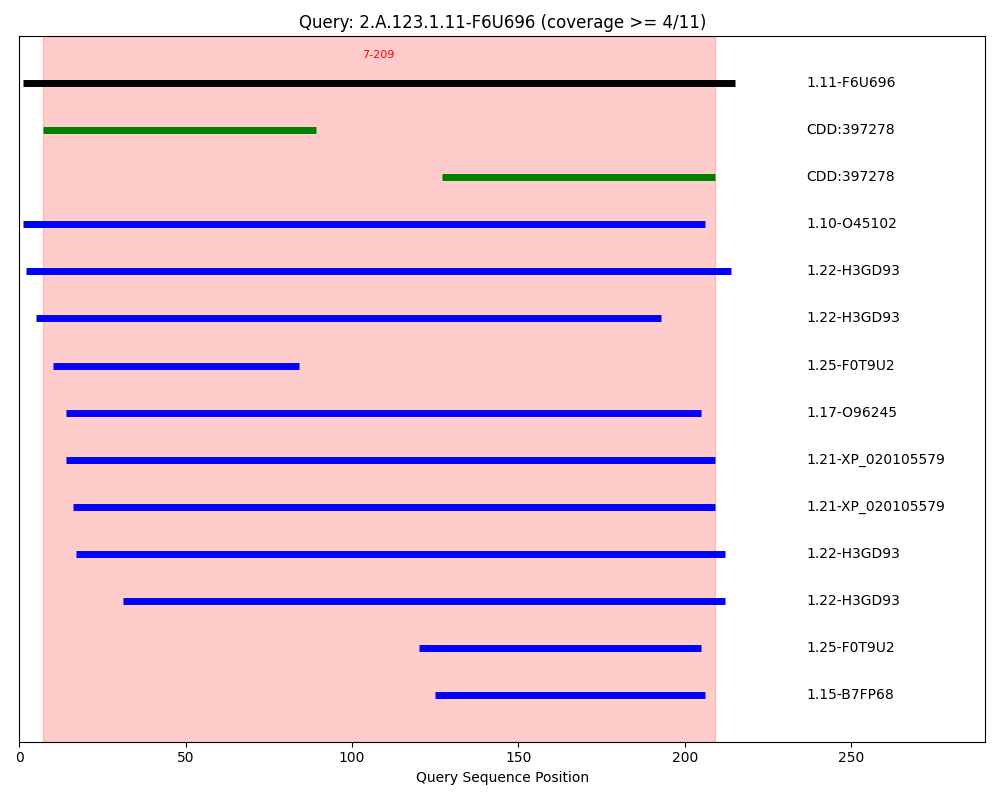 Query: 2.A.123.1.11-F6U696 (coverage >= 4/11)
7-209
1.11-F6U696
CDD:397278
CDD:397278
1.10-O45102
1.22-H3GD93
1.22-H3GD93
1.25-F0T9U2
1.17-O96245
1.21-XP_020105579
1.21-XP_020105579
1.22-H3GD93
1.22-H3GD93
1.25-F0T9U2
1.15-B7FP68
0 50 100 150 200 250
Query Sequence Position